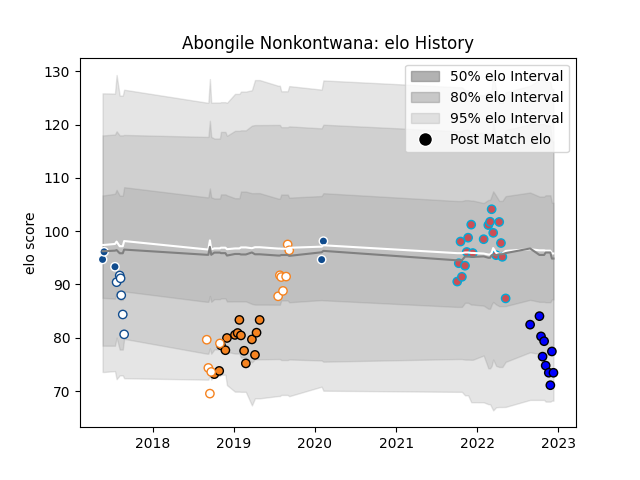 Abongile Nonkontwana: elo History
130
120
110
100
90
80
70
elo score
50% elo Interval
80% elo Interval
95% elo Interval
Post Match elo
2018
2019
2020
2021
2022
2023